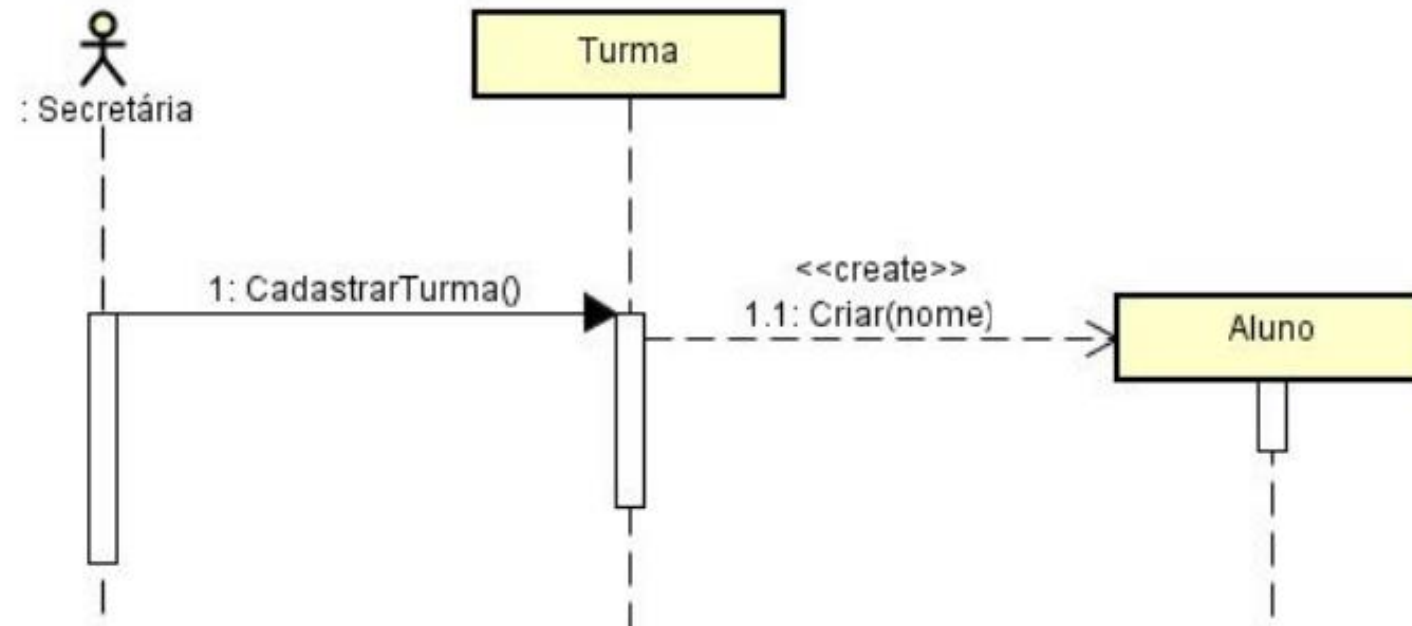 Turma
: Secretária
<<create>>
1: CadastrarTurma()
1.1: Criar(nome)
Aluno